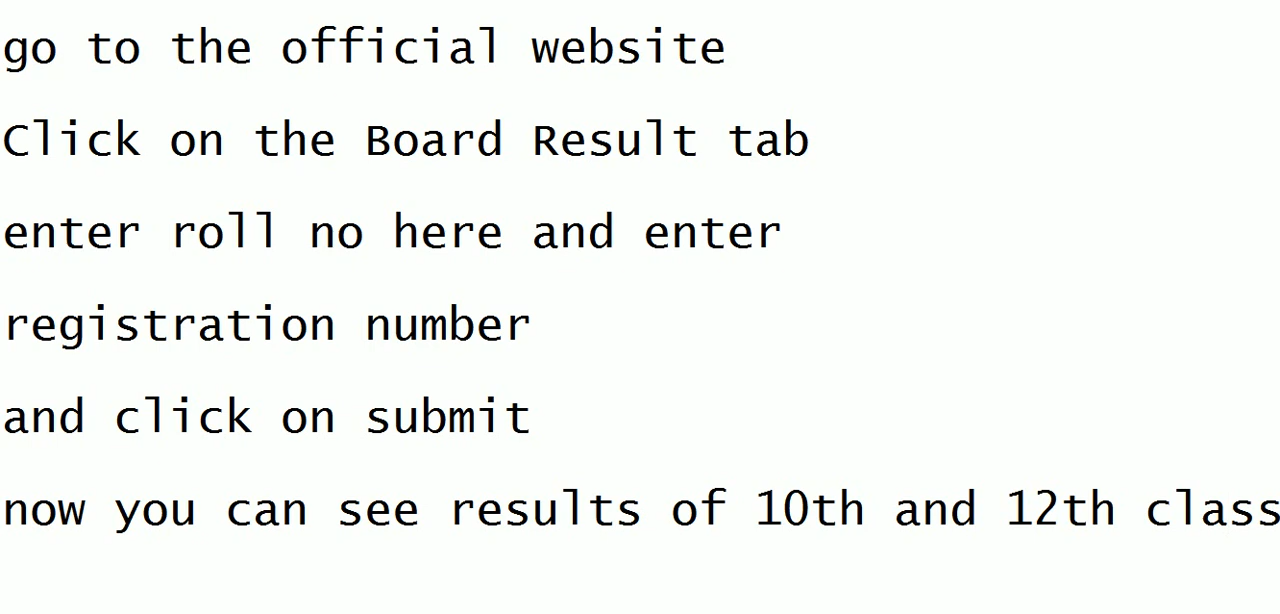 go to the official website
Click on the Board Result tab
enter roll no here and enter
registration number
and click on submit
now you can see results of 10th and 12th class